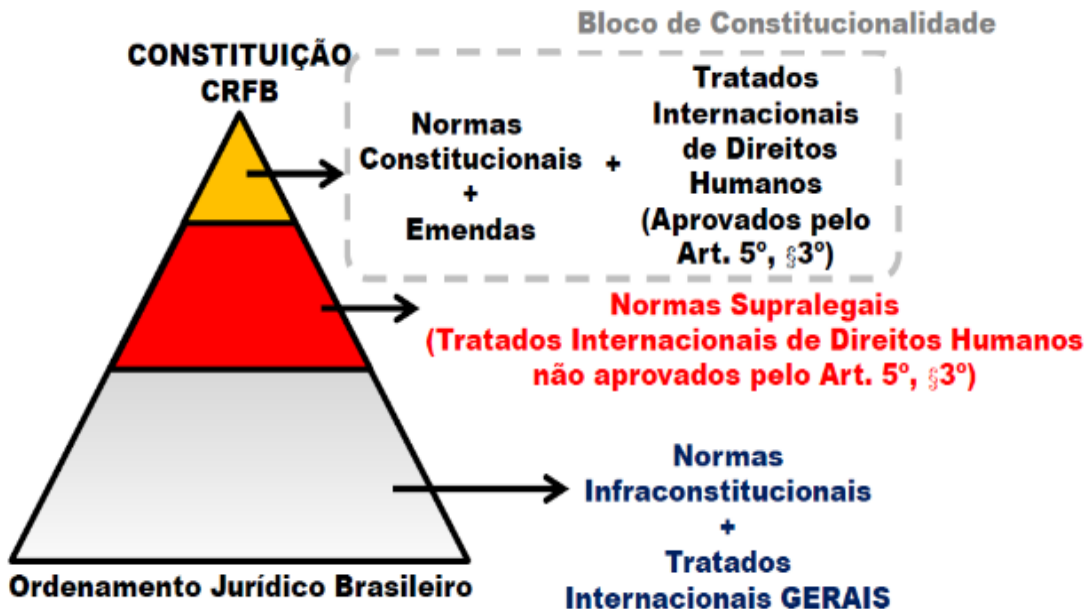 Bloco de Constitucionalidade
CONSTITUIÇÃO
CRFB
Normas
Constitucionais
+
Emendas
+
Tratados
Internacionais
de Direitos
Humanos
(Aprovados pelo
Art. 5º, §3º)
Normas Supralegais
(Tratados Internacionais de Direitos Humanos
não aprovados pelo Art. 5º, §3º)
Normas
Infraconstitucionais
+
Tratados
Internacionais GERAIS
Ordenamento Jurídico Brasileiro